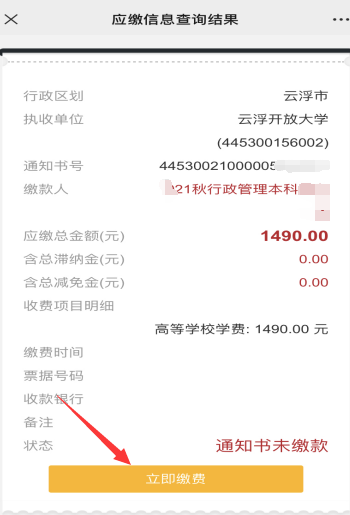 应缴信息查询结果
行政区划 云浮市
执收单位 云浮开放大学
(445300156002)
通知书号 44530021000005
缴款人 21秋行政管理本科
应缴总金额(元) 1490.00
含总滞纳金(元) 0.00
含总减免金(元) 0.00
收费项目明细
高等学校学费: 1490.00 元
缴费时间
票据号码
收款银行
备注
状态 通知书未缴款
立即缴费